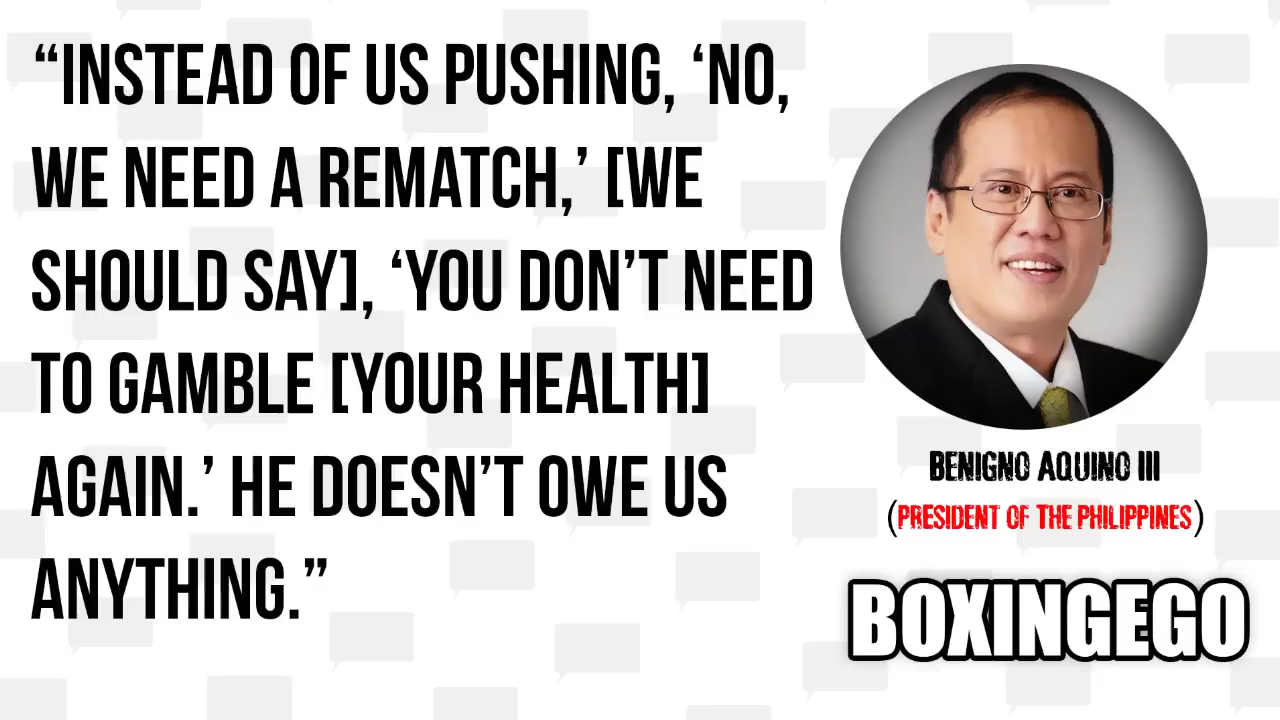 “INSTEAD OF US PUSHING, ‘NO,
WE NEED A REMATCH,’ [WE
SHOULD SAY], ‘YOU DON’T NEED
TO GAMBLE [YOUR HEALTH]
AGAIN.’ HE DOESN’T OWE US
ANYTHING.”
BENIGNO AQUINO III
(PRESIDENT OF THE PHILIPPINES)
BOXINGEGO